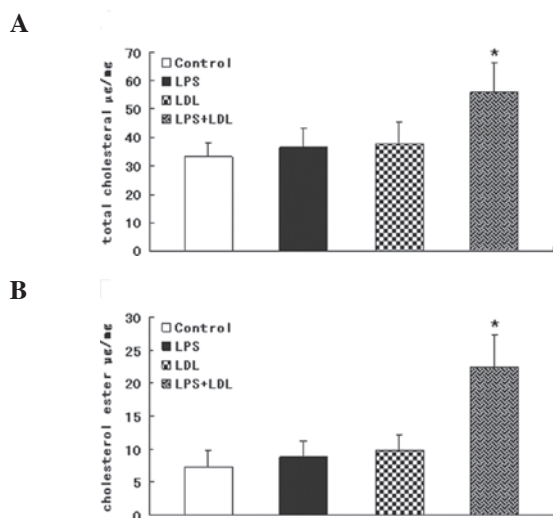 A
total cholesteral µg/mg
70
60
50
40
30
20
10
0
Control
LPS
LDL
LPS+LDL
*
B
cholesterol ester µg/mg
30
25
20
15
10
5
0
Control
LPS
LDL
LPS+LDL
*